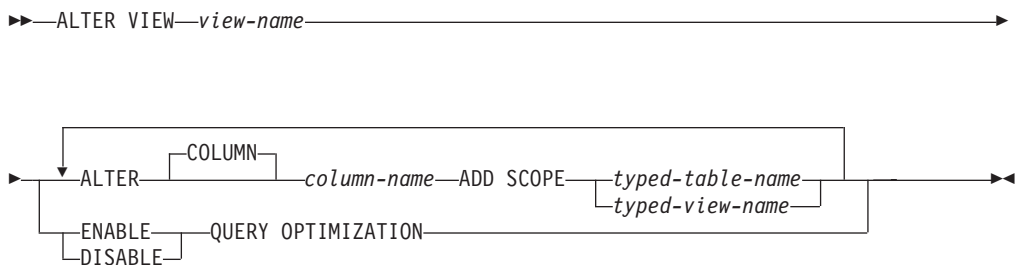 ALTER VIEW view-name
COLUMN
ALTER column-name ADD SCOPE typed-table-name
typed-view-name
ENABLE QUERY OPTIMIZATION
DISABLE